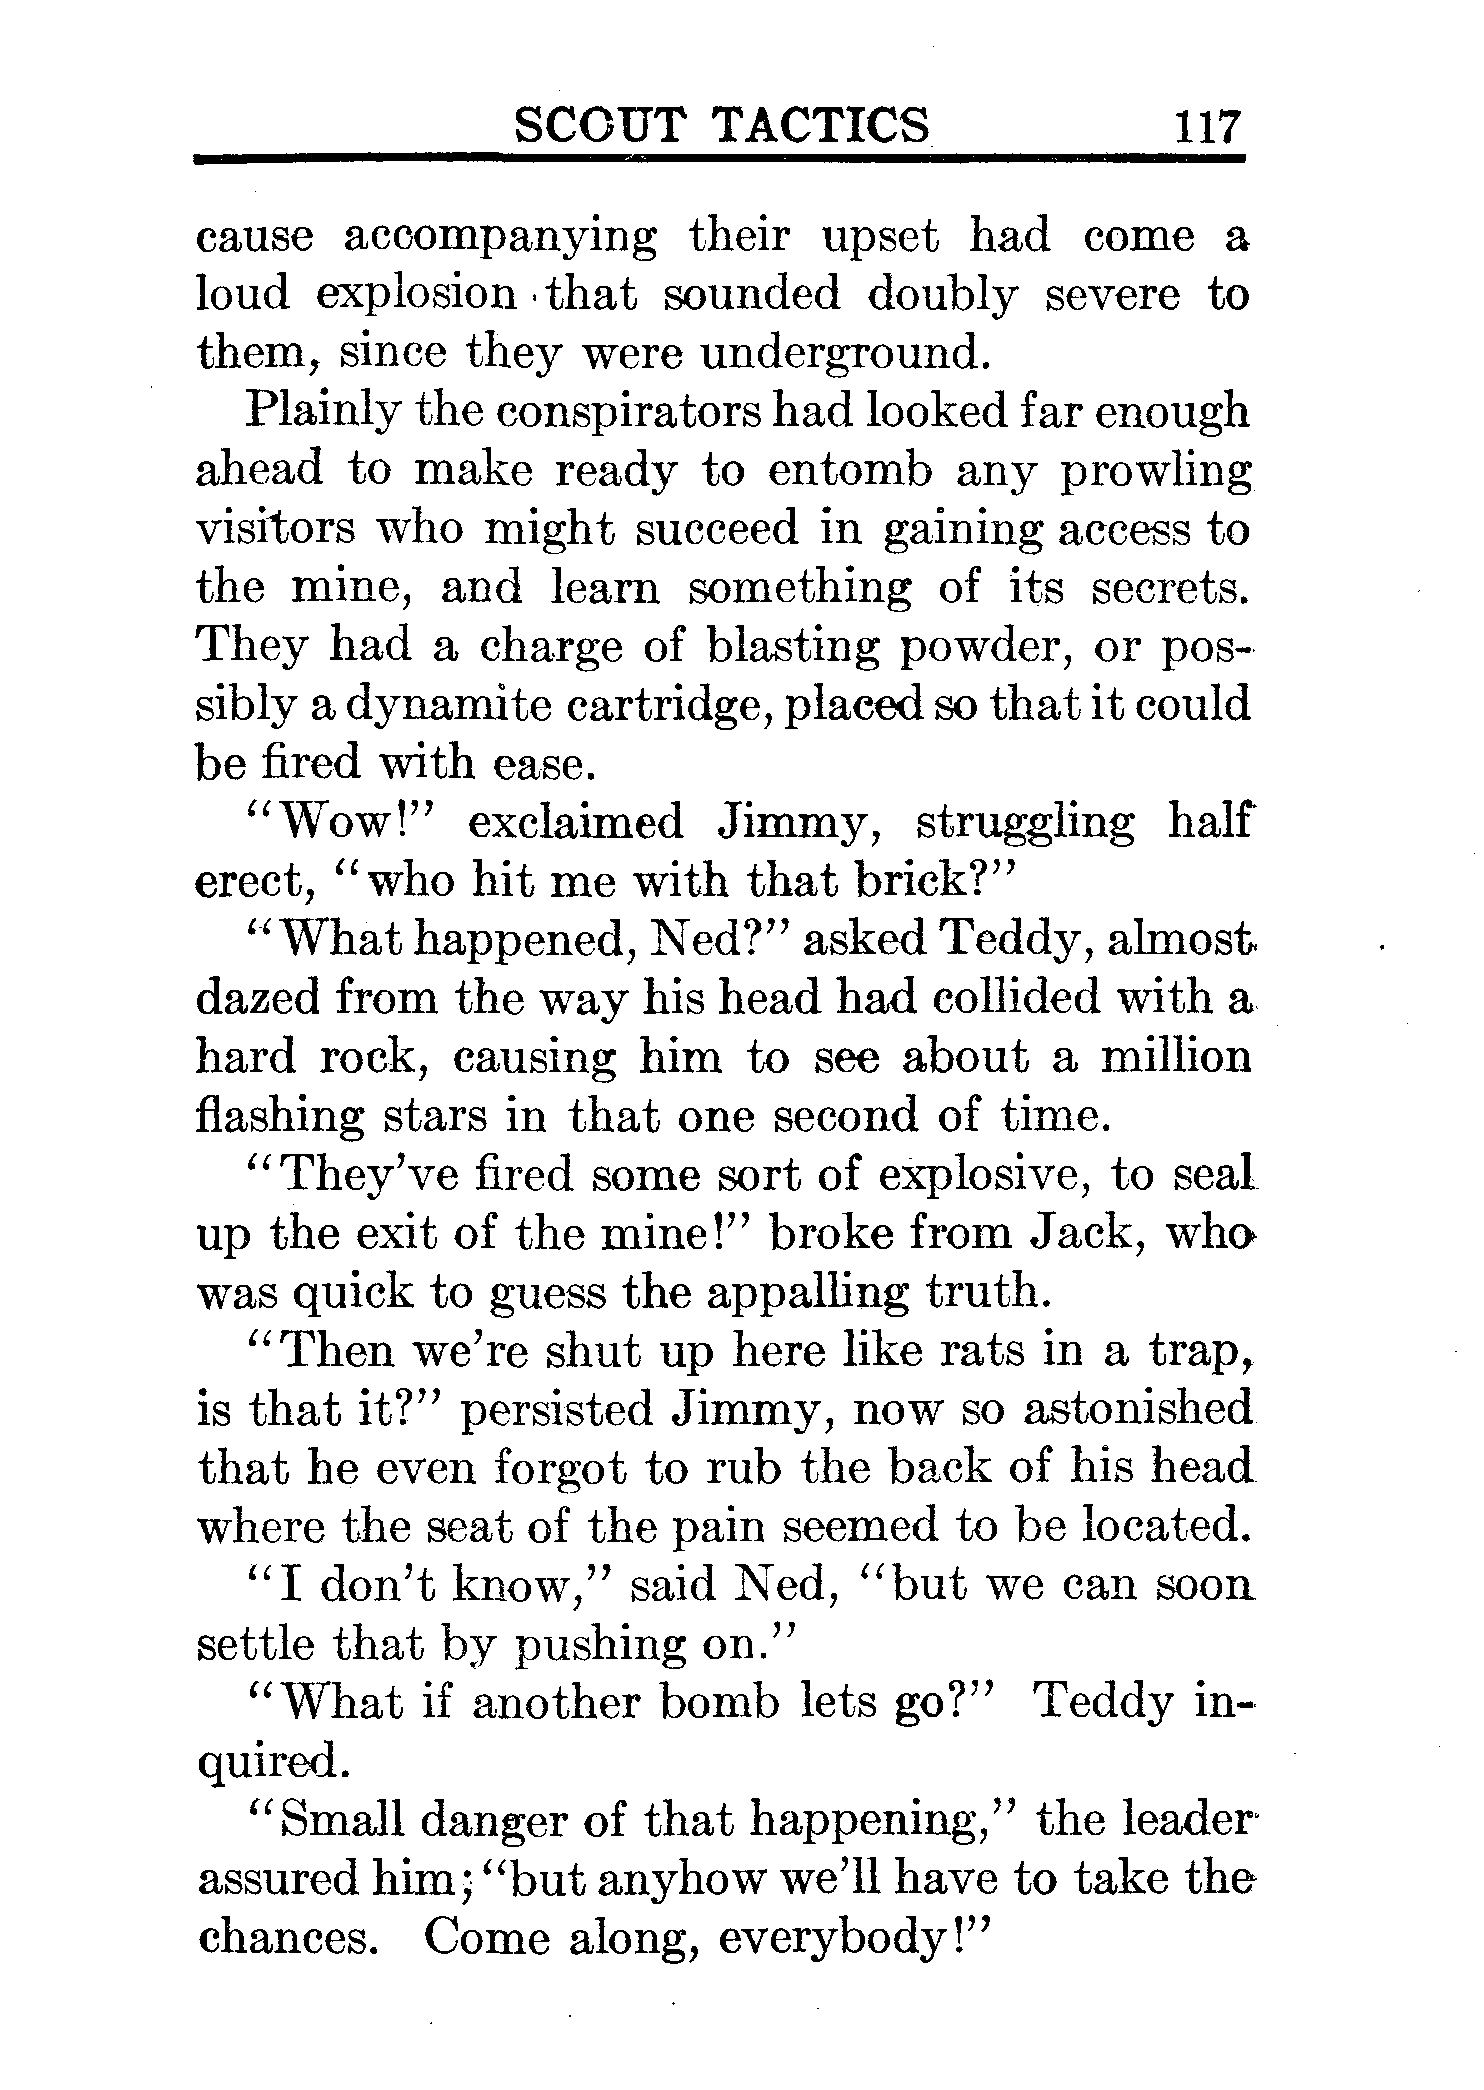 SCOUT TACTICS 117
cause accompanying their upset had come a
loud explosion that sounded doubly severe to
them, since they were underground.
Plainly the conspirators had looked far enough
ahead to make ready to entomb any prowling
visitors who might succeed in gaining access to
the mine, and learn something of its secrets.
They had a charge of blasting powder, or pos-
sibly a dynamite cartridge, placed so that it could
be fired with ease.
"Wow!" exclaimed Jimmy, struggling half
erect, "who hit me with that brick?"
"What happened, Ned?" asked Teddy, almost
dazed from the way his head had collided with a
hard rock, causing him to see about a million
flashing stars in that one second of time.
"They've fired some sort of explosive, to seal
up the exit of the mine!" broke from Jack, who
was quick to guess the appalling truth.
"Then we're shut up here like rats in a trap,
is that it?" persisted Jimmy, now so astonished
that he even forgot to rub the back of his head
where the seat of the pain seemed to be located.
"I don't know," said Ned, "but we can soon
settle that by pushing on."
"What if another bomb lets go?" Teddy in-
quired.
"Small danger of that happening," the leader
assured him; "but anyhow we'll have to take the
chances. Come along, everybody!"